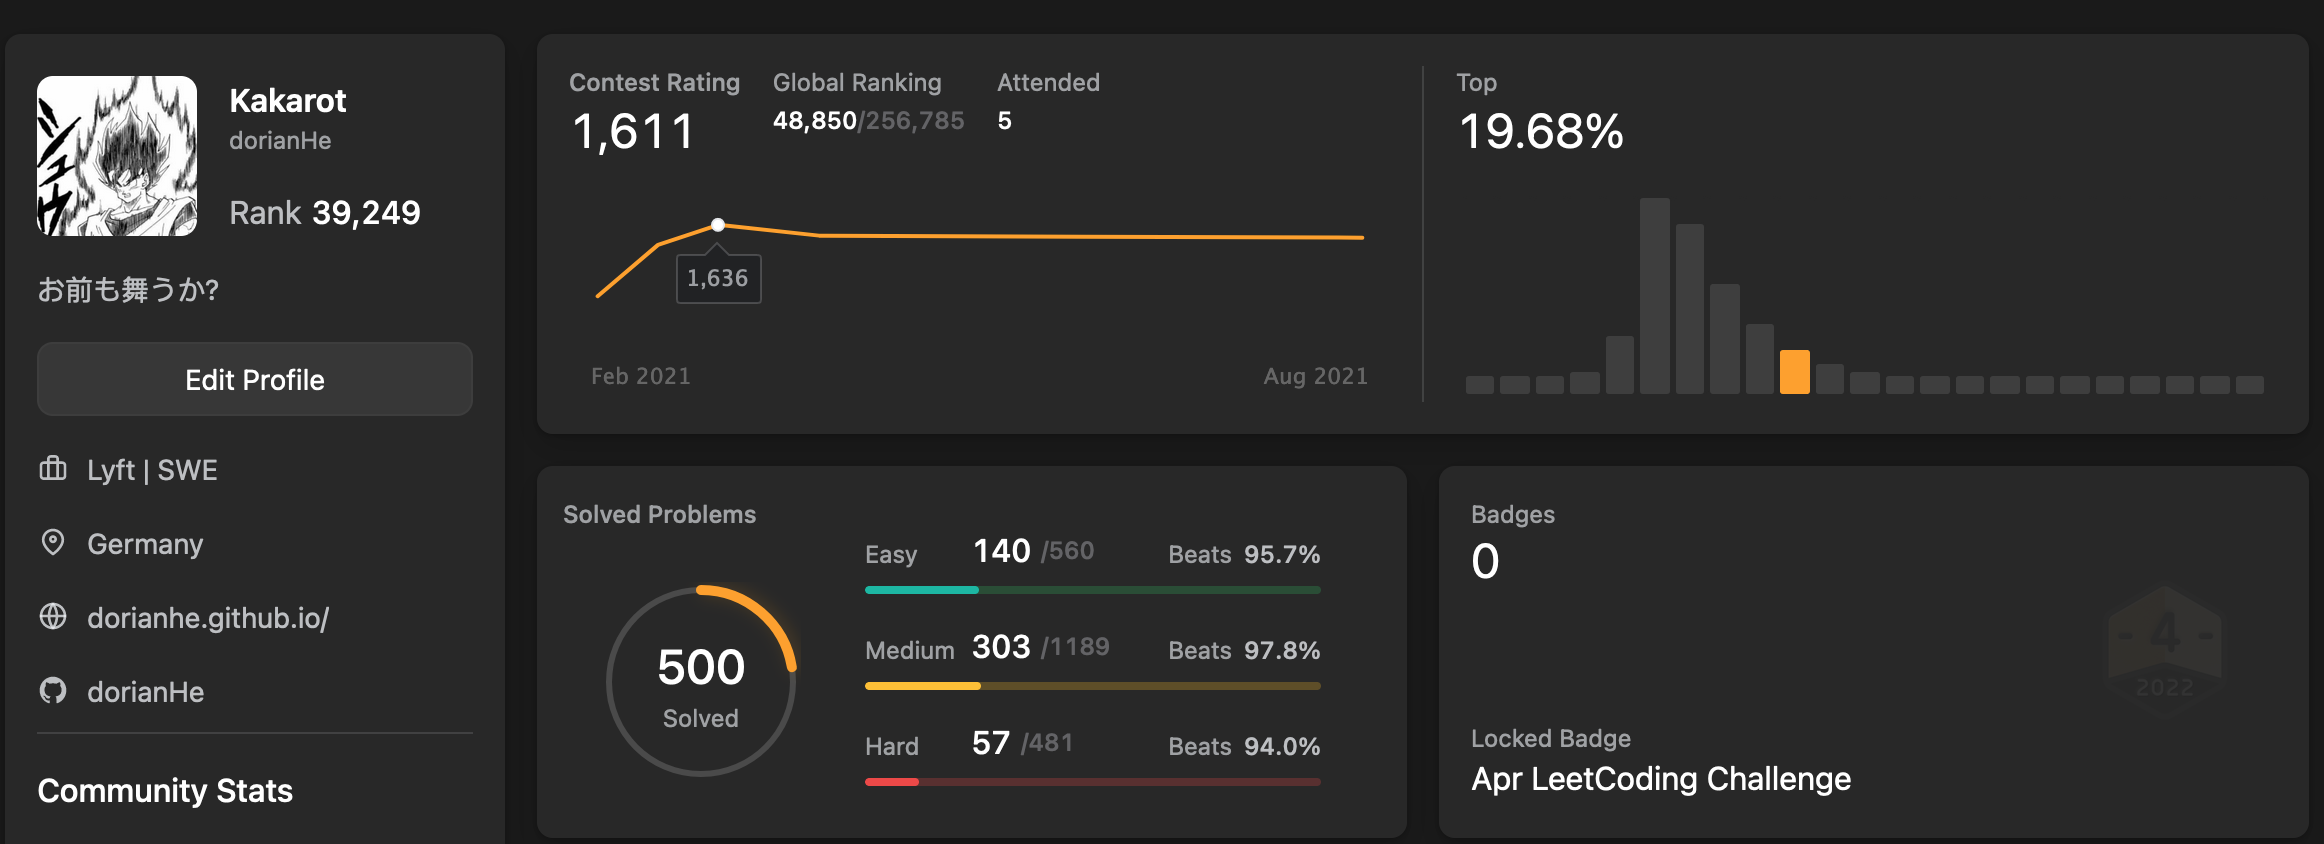 Kakarot
dorianHe
Rank 39,249
お前も舞うか?
Edit Profile
Lyft | SWE
Germany
dorianhe.github.io/
dorianHe
Community Stats
Contest Rating
1,611
Global Ranking
48,850/256,785
Attended
5
1,636
Feb 2021
Aug 2021
Top
19.68%
Solved Problems
500
Solved
Easy 140 /560 Beats 95.7%
Medium 303 /1189 Beats 97.8%
Hard 57 /481 Beats 94.0%
Badges
0
4
2022
Locked Badge
Apr LeetCoding Challenge